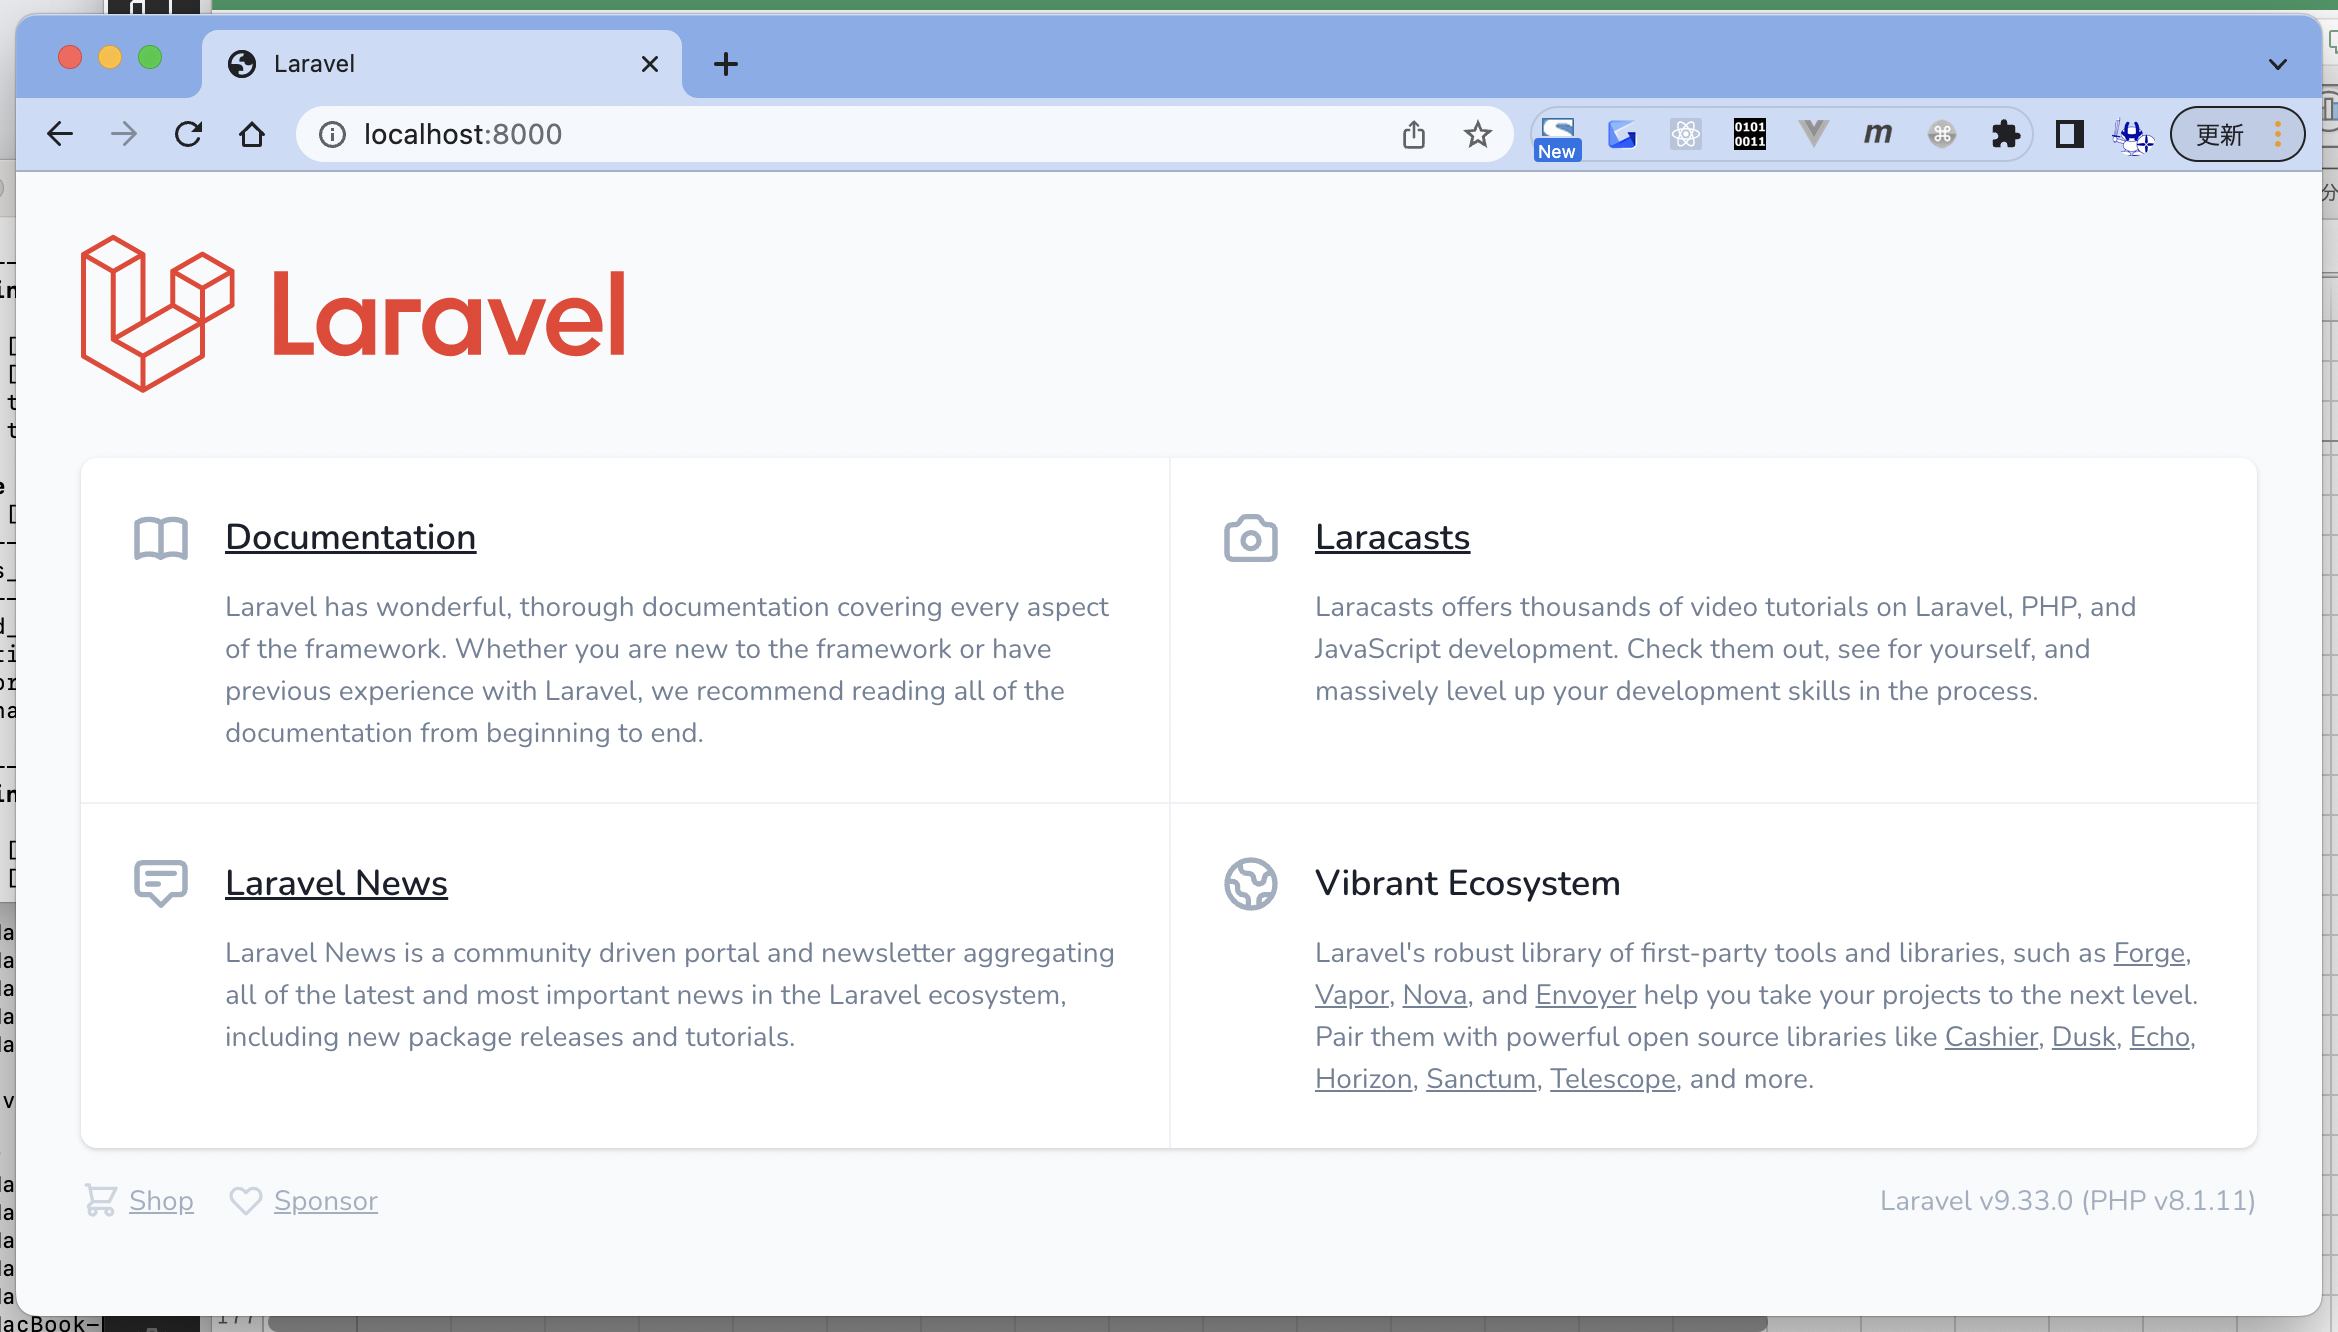 Laravel
localhost:8000
New
0101
0011
m
更新
Laravel
Documentation
Laravel has wonderful, thorough documentation covering every aspect
of the framework. Whether you are new to the framework or have
previous experience with Laravel, we recommend reading all of the
documentation from beginning to end.
Laracasts
Laracasts offers thousands of video tutorials on Laravel, PHP, and
JavaScript development. Check them out, see for yourself, and
massively level up your development skills in the process.
Laravel News
Laravel News is a community driven portal and newsletter aggregating
all of the latest and most important news in the Laravel ecosystem,
including new package releases and tutorials.
Vibrant Ecosystem
Laravel's robust library of first-party tools and libraries, such as Forge,
Vapor, Nova, and Envoyer help you take your projects to the next level.
Pair them with powerful open source libraries like Cashier, Dusk, Echo,
Horizon, Sanctum, Telescope, and more.
Shop
Sponsor
Laravel v9.33.0 (PHP v8.1.11)